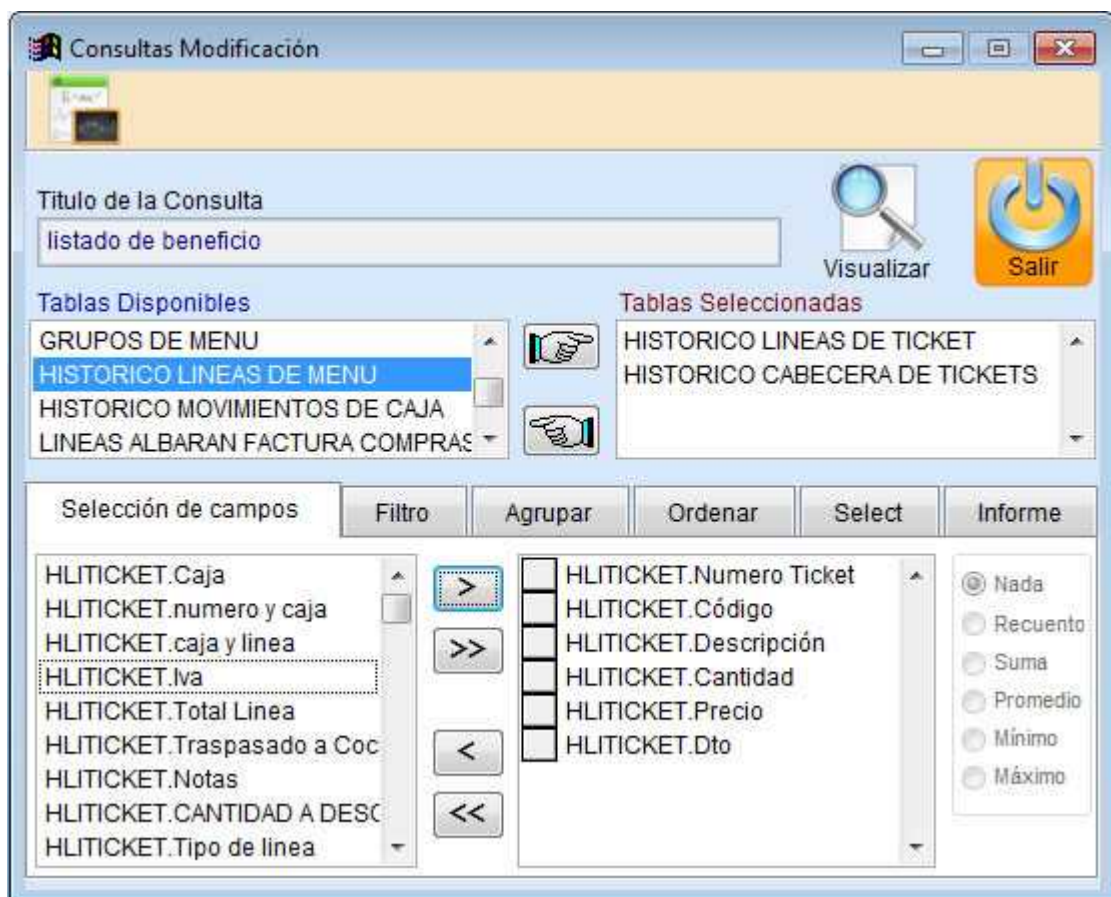 Consultas Modificación
Titulo de la Consulta
listado de beneficio
Visualizar
Salir
Tablas Disponibles
GRUPOS DE MENU
HISTORICO LINEAS DE MENU
HISTORICO MOVIMIENTOS DE CAJA
LINEAS ALBARAN FACTURA COMPRAS
Tablas Seleccionadas
HISTORICO LINEAS DE TICKET
HISTORICO CABECERA DE TICKETS
Selección de campos
Filtro
Agrupar
Ordenar
Select
Informe
HLITICKET.Caja
HLITICKET.numero y caja
HLITICKET.caja y linea
HLITICKET.Iva
HLITICKET.Total Linea
HLITICKET.Traspasado a Coc
HLITICKET.Notas
HLITICKET.CANTIDAD A DESC
HLITICKET.Tipo de linea
>
>>
<
<<
HLITICKET.Numero Ticket
HLITICKET.Código
HLITICKET.Descripción
HLITICKET.Cantidad
HLITICKET.Precio
HLITICKET.Dto
Nada
Recuento
Suma
Promedio
Mínimo
Máximo